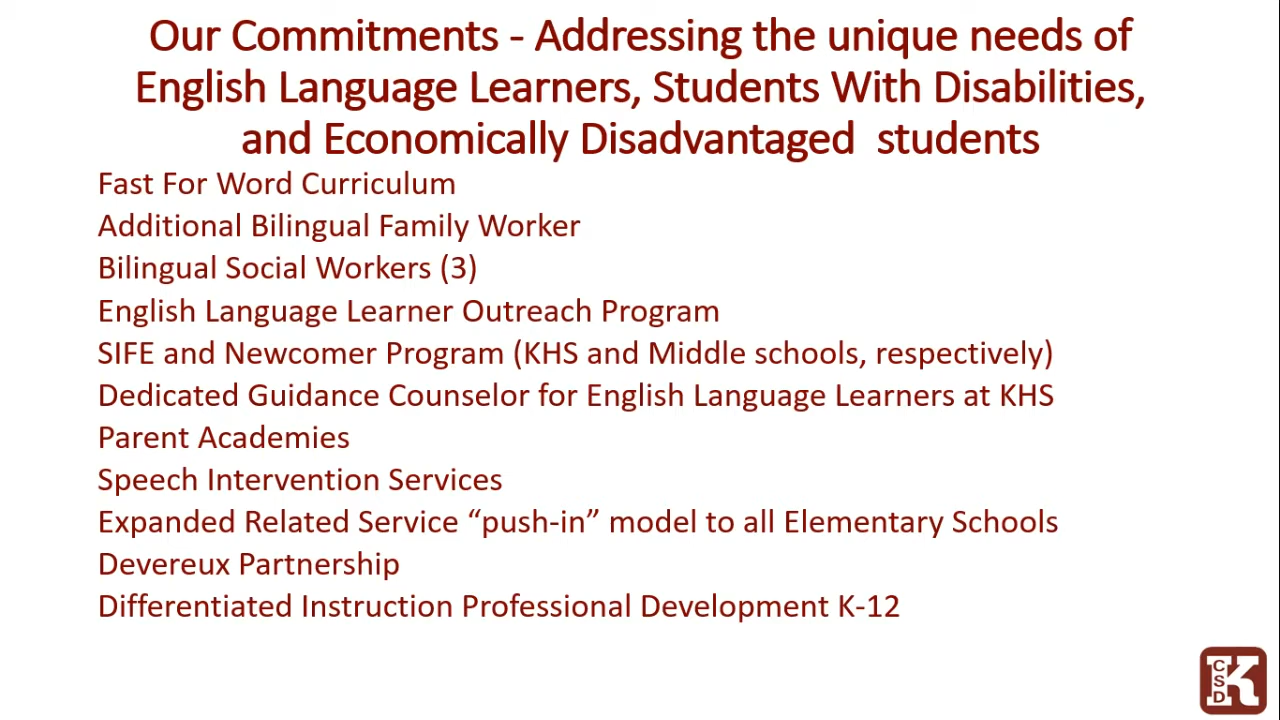 Our Commitments - Addressing the unique needs of
English Language Learners, Students With Disabilities,
and Economically Disadvantaged  students
Fast For Word Curriculum
Additional Bilingual Family Worker
Bilingual Social Workers (3)
English Language Learner Outreach Program
SIFE and Newcomer Program (KHS and Middle schools, respectively)
Dedicated Guidance Counselor for English Language Learners at KHS
Parent Academies
Speech Intervention Services
Expanded Related Service “push-in” model to all Elementary Schools
Devereux Partnership
Differentiated Instruction Professional Development K-12
K
CSD